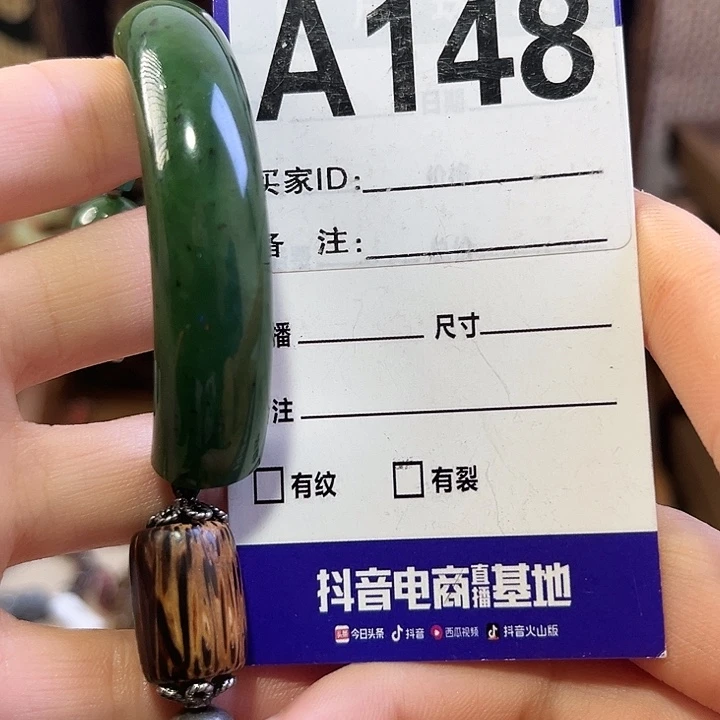 A148
买家ID:
备 注:
播 尺寸
注
有纹 有裂
抖音电商直播基地
头条 今日头条 抖音 西瓜视频 抖音火山版